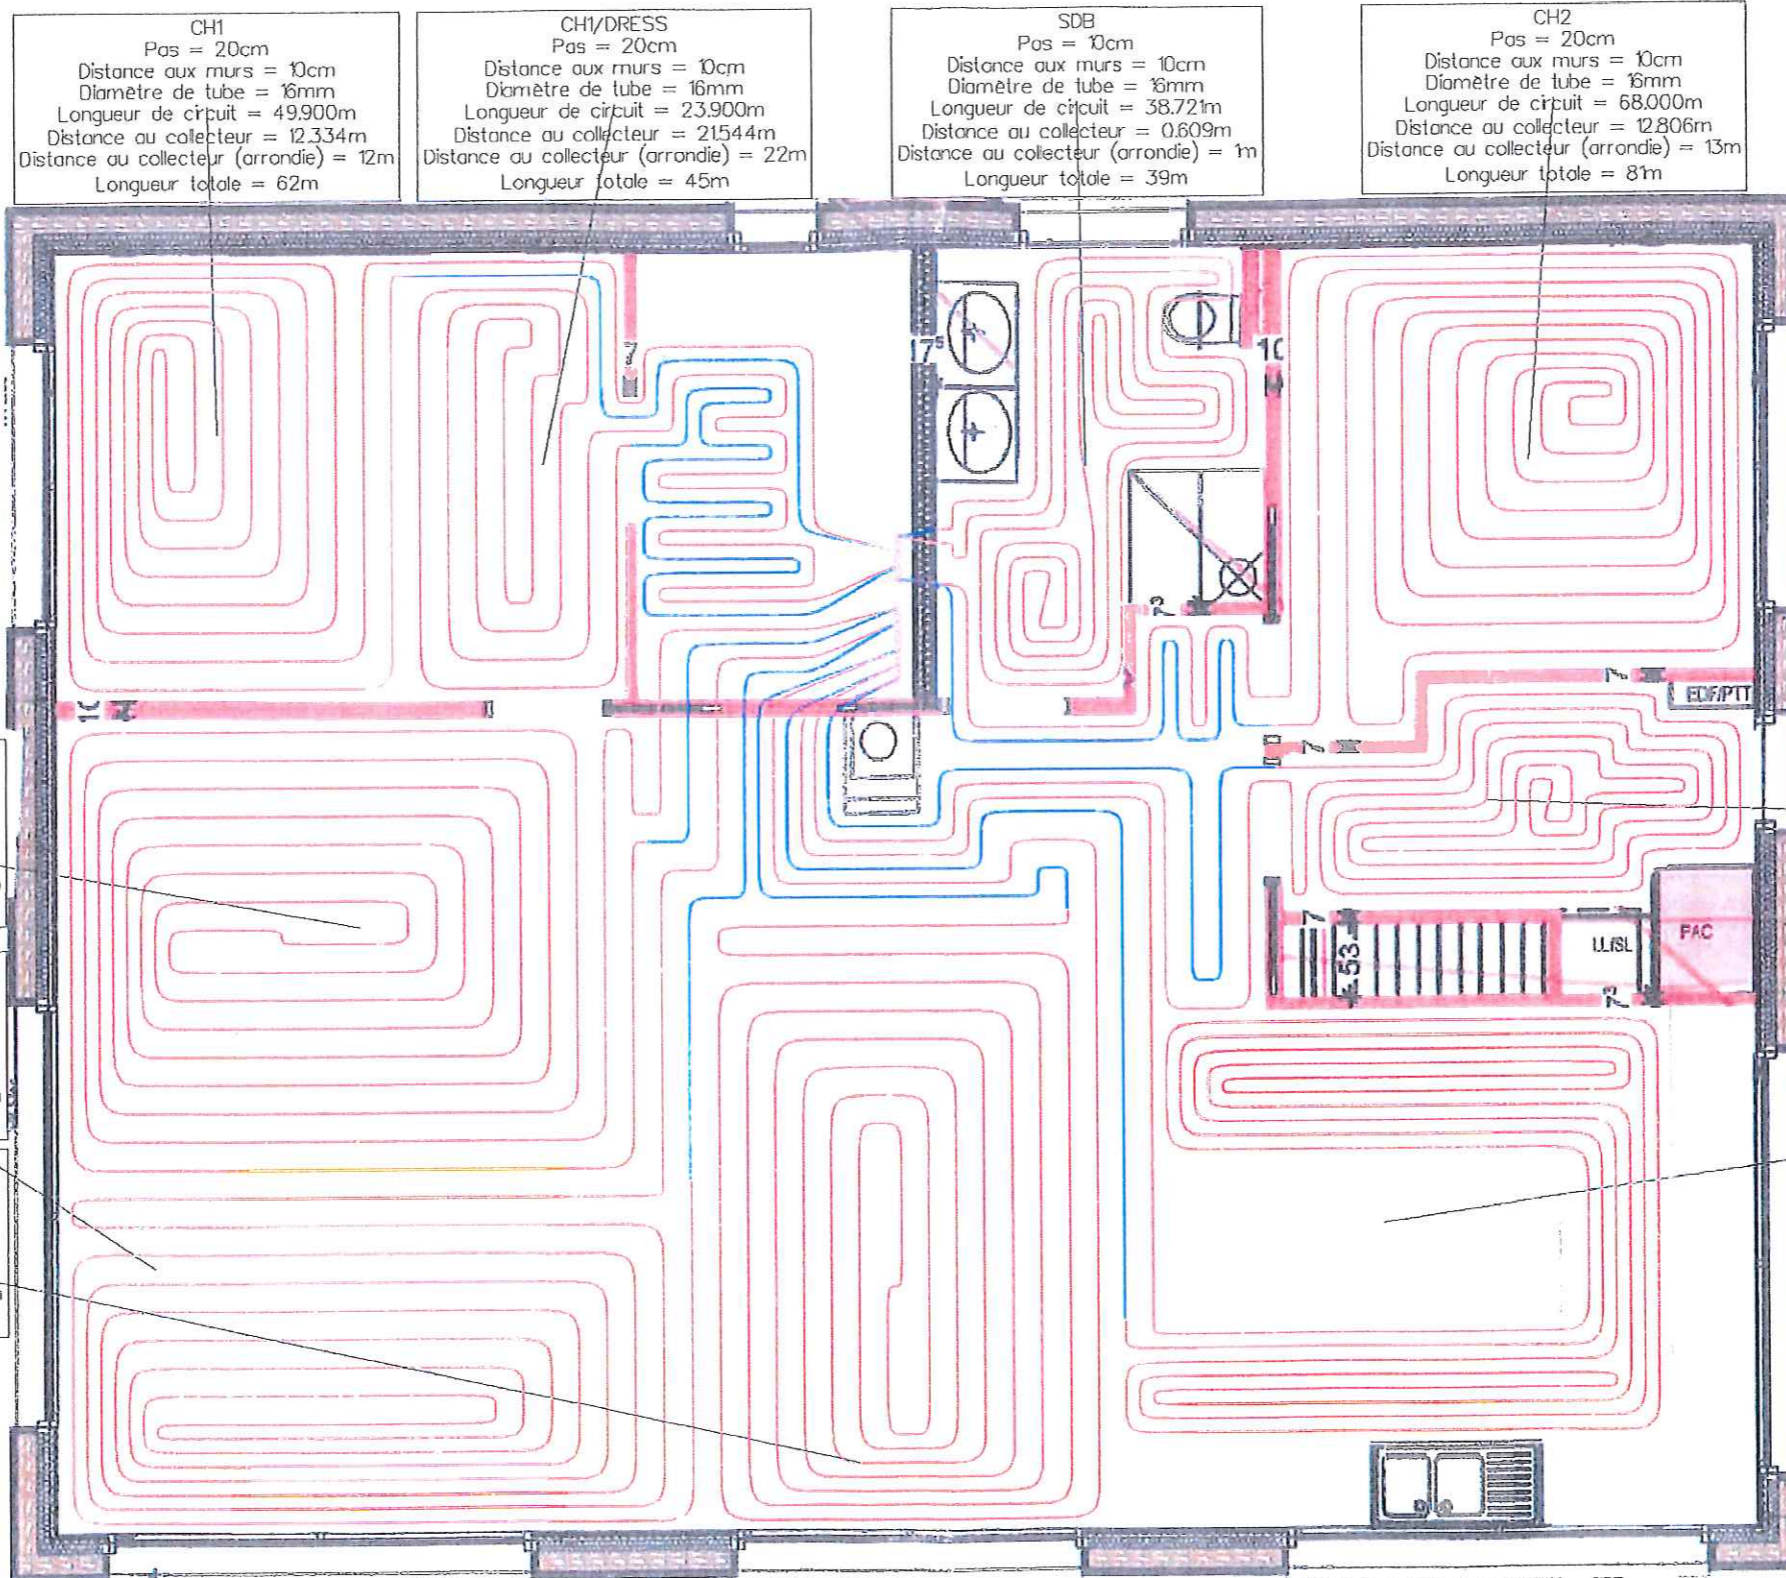 CH1
Pas = 20cm
Distance aux murs = 10cm
Diamètre de tube = 16mm
Longueur de circuit = 49.900m
Distance au collecteur = 12.334m
Distance au collecteur (arrondie) = 12m
Longueur totale = 62m
CH1/DRESS
Pas = 20cm
Distance aux murs = 10cm
Diamètre de tube = 16mm
Longueur de circuit = 23.900m
Distance au collecteur = 21.544m
Distance au collecteur (arrondie) = 22m
Longueur totale = 45m
SDB
Pas = 10cm
Distance aux murs = 10cm
Diamètre de tube = 16mm
Longueur de circuit = 38.721m
Distance au collecteur = 0.609m
Distance au collecteur (arrondie) = 1m
Longueur totale = 39m
CH2
Pas = 20cm
Distance aux murs = 10cm
Diamètre de tube = 16mm
Longueur de circuit = 68.000m
Distance au collecteur = 12.806m
Distance au collecteur (arrondie) = 13m
Longueur totale = 81m
7
17⁵
10
7³
10
7
EDF/PTT
7
7
53
LL/SL
PAC
7³